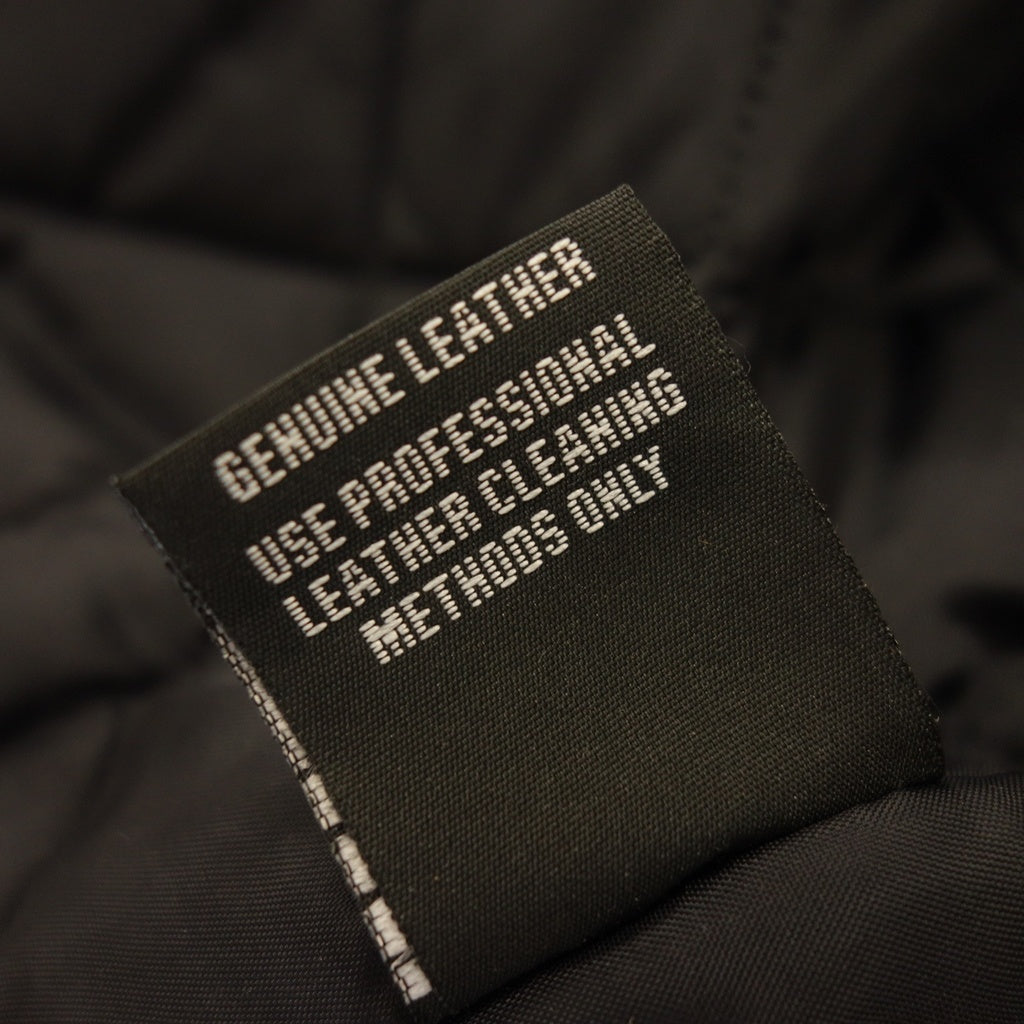 GENUINE LEATHER
USE PROFESSIONAL
LEATHER CLEANING
METHODS ONLY